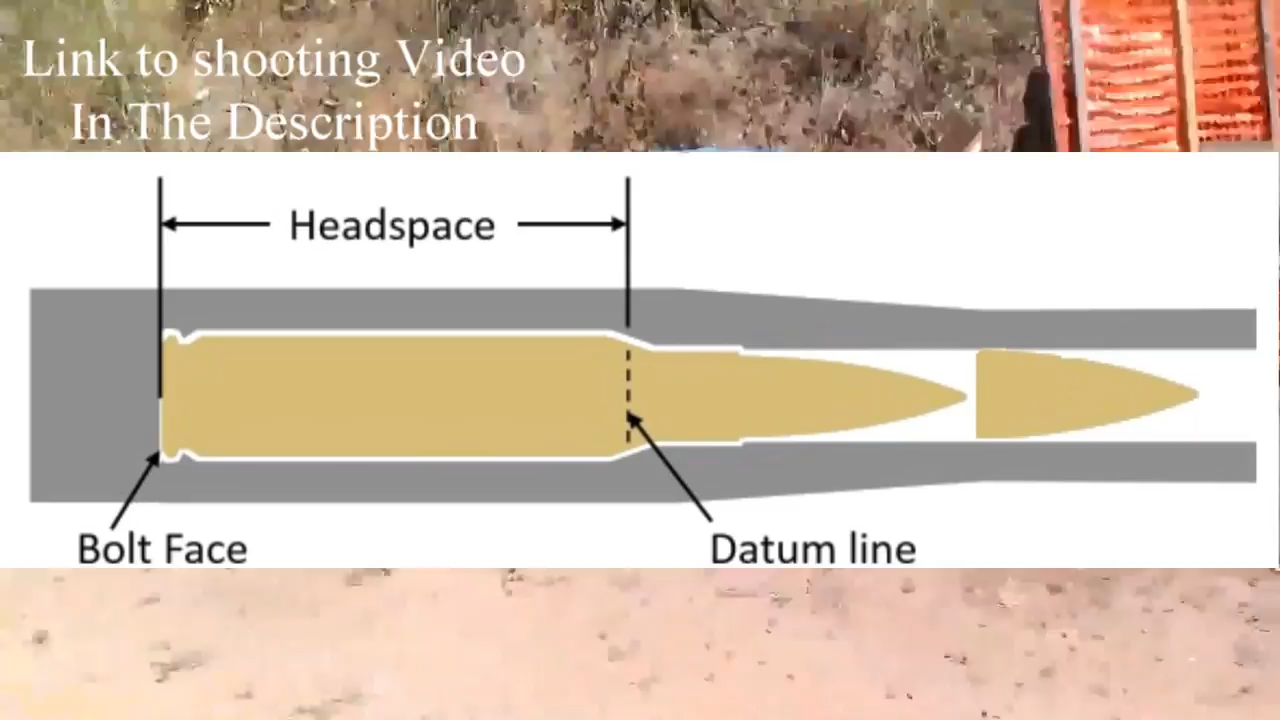 Link to shooting Video
In The Description
Headspace
Bolt Face
Datum line